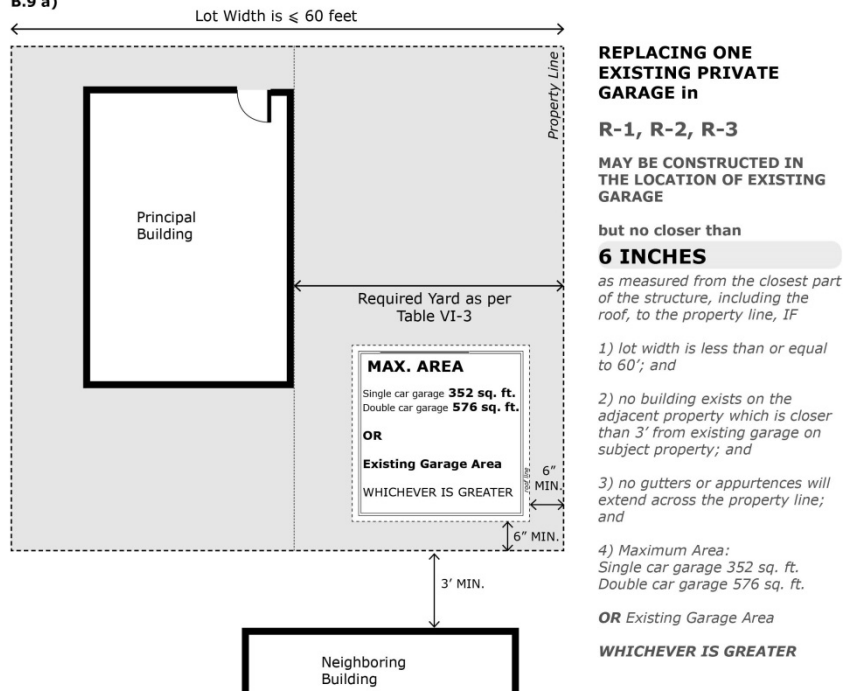 B.9 a)
Lot Width is ⩽ 60 feet
Property Line
Principal
Building
Required Yard as per
Table VI-3
MAX. AREA
Single car garage 352 sq. ft.
Double car garage 576 sq. ft.
OR
Existing Garage Area
WHICHEVER IS GREATER
roof line
6”
MIN.
6” MIN.
3’ MIN.
Neighboring
Building
REPLACING ONE
EXISTING PRIVATE
GARAGE in
R-1, R-2, R-3
MAY BE CONSTRUCTED IN
THE LOCATION OF EXISTING
GARAGE
but no closer than
6 INCHES
as measured from the closest part
of the structure, including the
roof, to the property line, IF
1) lot width is less than or equal
to 60’; and
2) no building exists on the
adjacent property which is closer
than 3’ from existing garage on
subject property; and
3) no gutters or appurtences will
extend across the property line;
and
4) Maximum Area:
Single car garage 352 sq. ft.
Double car garage 576 sq. ft.
OR Existing Garage Area
WHICHEVER IS GREATER